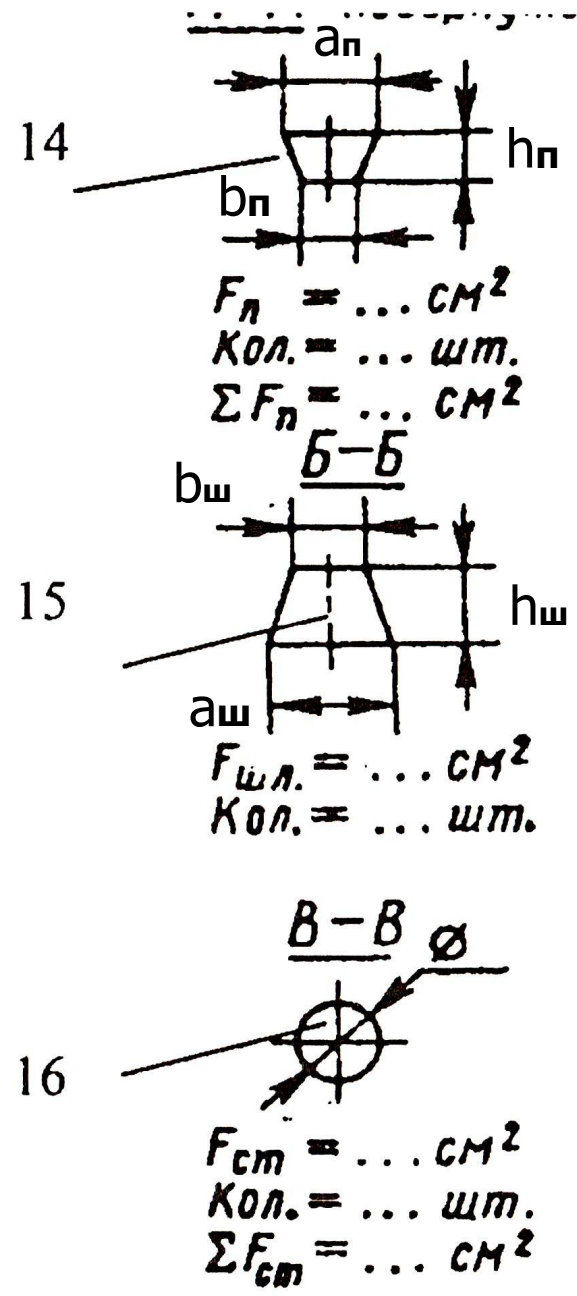 aп
14
hп
bп
Fп = ... см²
Кол. = ... шт.
ΣFп = ... см²
Б-Б
bш
15
hш
aш
Fшл. = ... см²
Кол. = ... шт.
В-В ø
16
Fст = ... см²
Кол. = ... шт.
ΣFст = ... см²